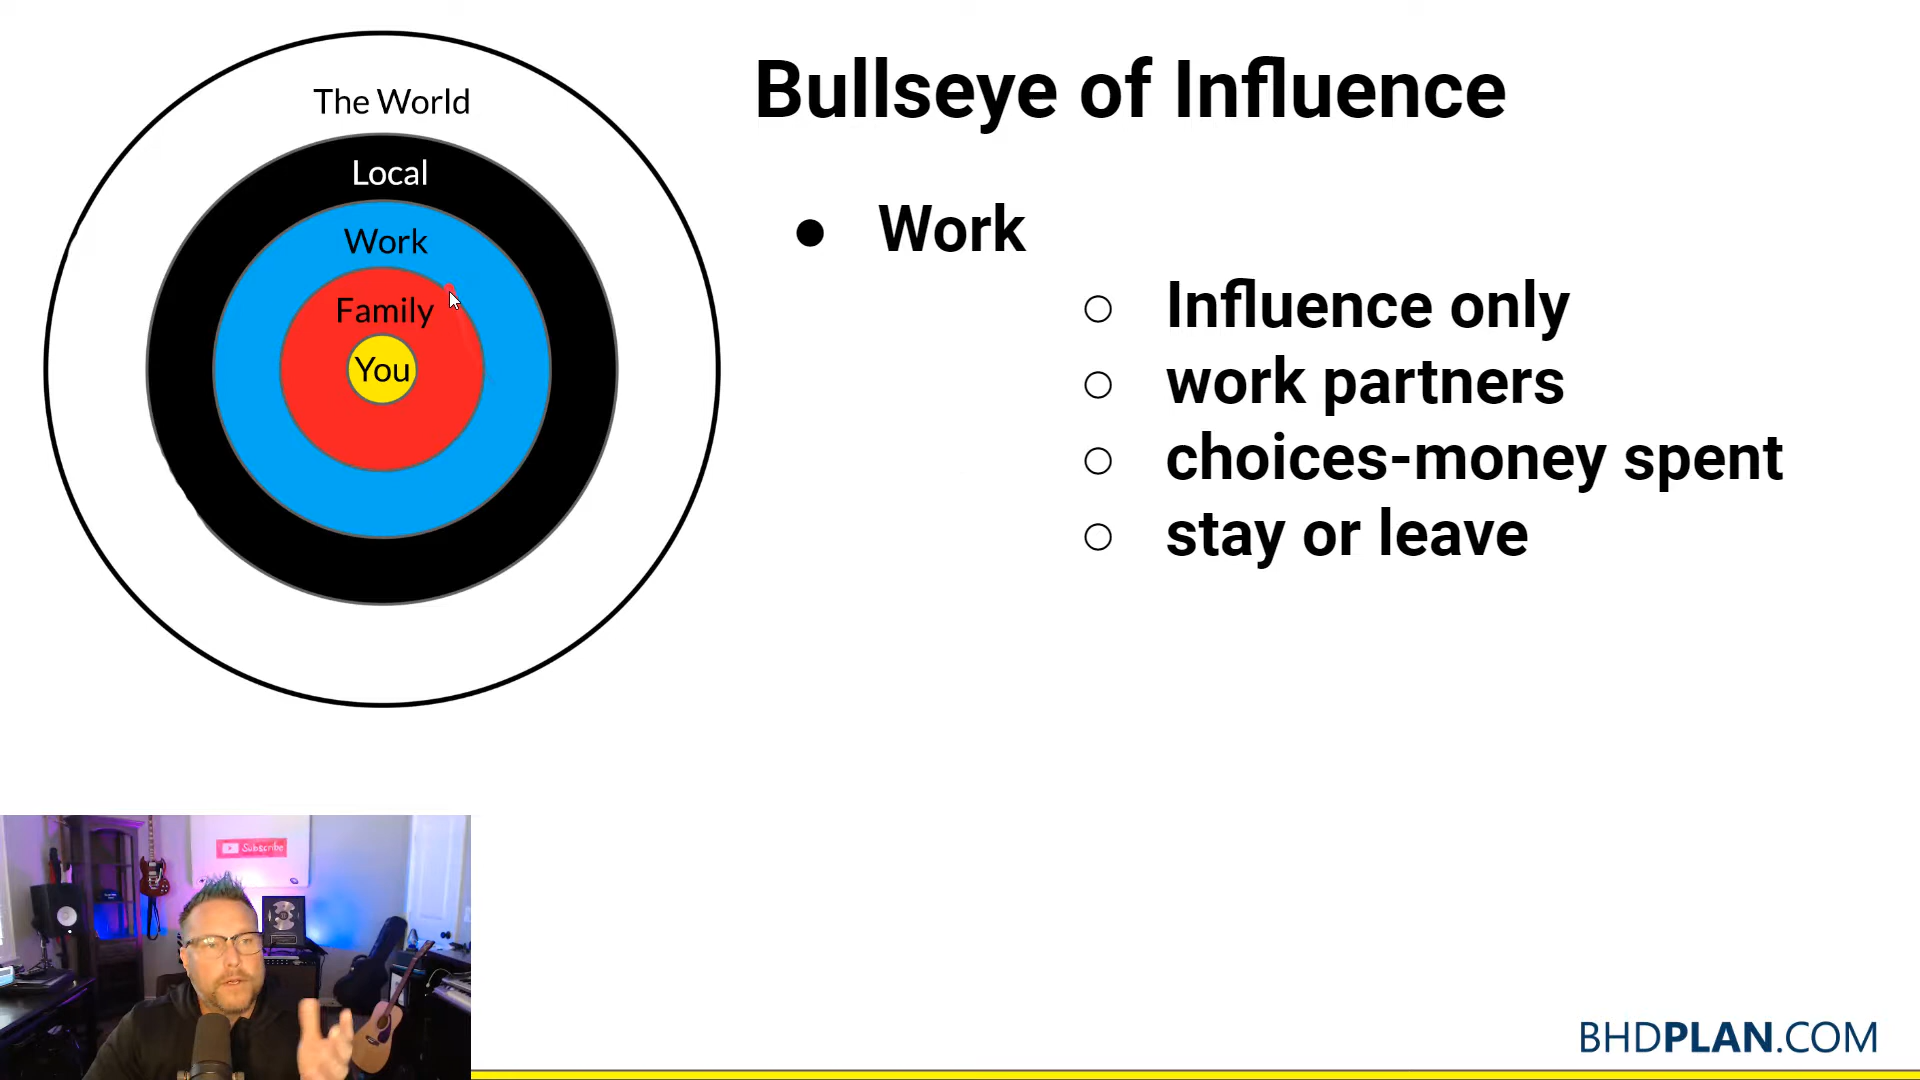 The World
Local
Work
Family
You
Bullseye of Influence
● Work
○ Influence only
○ work partners
○ choices-money spent
○ stay or leave
Subscribe
BHDPLAN.COM